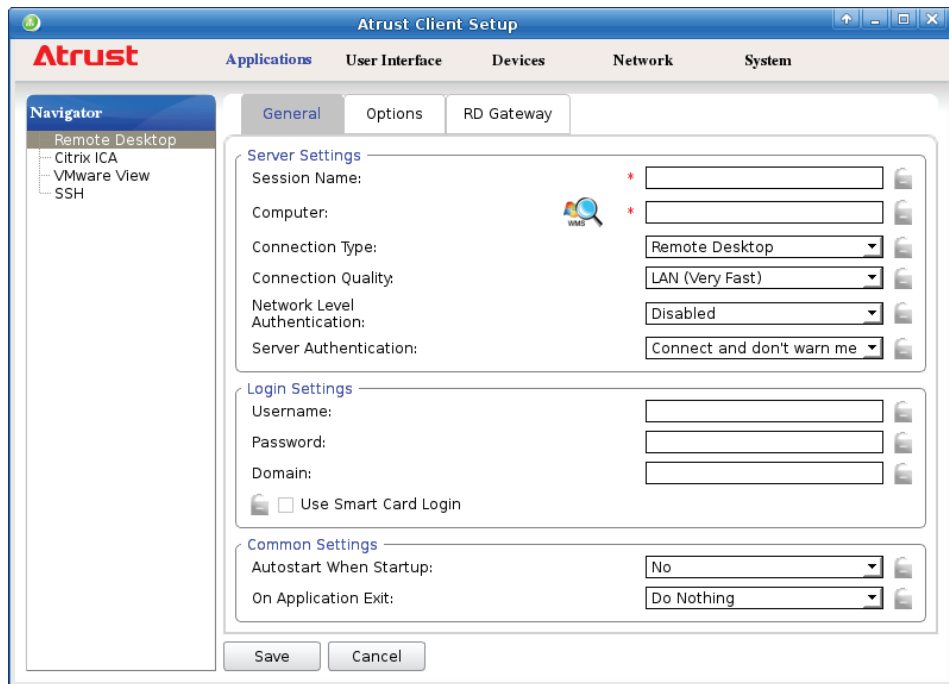 Atrust Client Setup
Atrust
Applications User Interface Devices Network System
Navigator
Remote Desktop
Citrix ICA
VMware View
SSH
General Options RD Gateway
Server Settings
Session Name: *
Computer: WMS *
Connection Type: Remote Desktop
Connection Quality: LAN (Very Fast)
Network Level
Authentication: Disabled
Server Authentication: Connect and don't warn me
Login Settings
Username:
Password:
Domain:
Use Smart Card Login
Common Settings
Autostart When Startup: No
On Application Exit: Do Nothing
Save Cancel